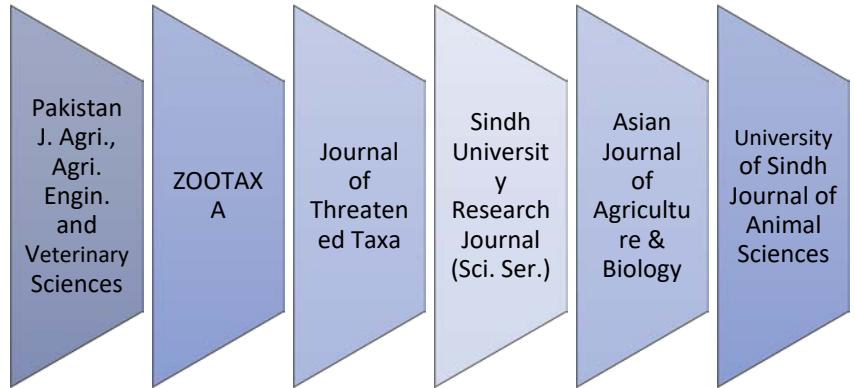 Pakistan
J. Agri.,
Agri.
Engin.
and
Veterinary
Sciences
ZOOTAX
A
Journal
of
Threaten
ed Taxa
Sindh
Universit
y
Research
Journal
(Sci. Ser.)
Asian
Journal
of
Agricultu
re &
Biology
University
of Sindh
Journal of
Animal
Sciences